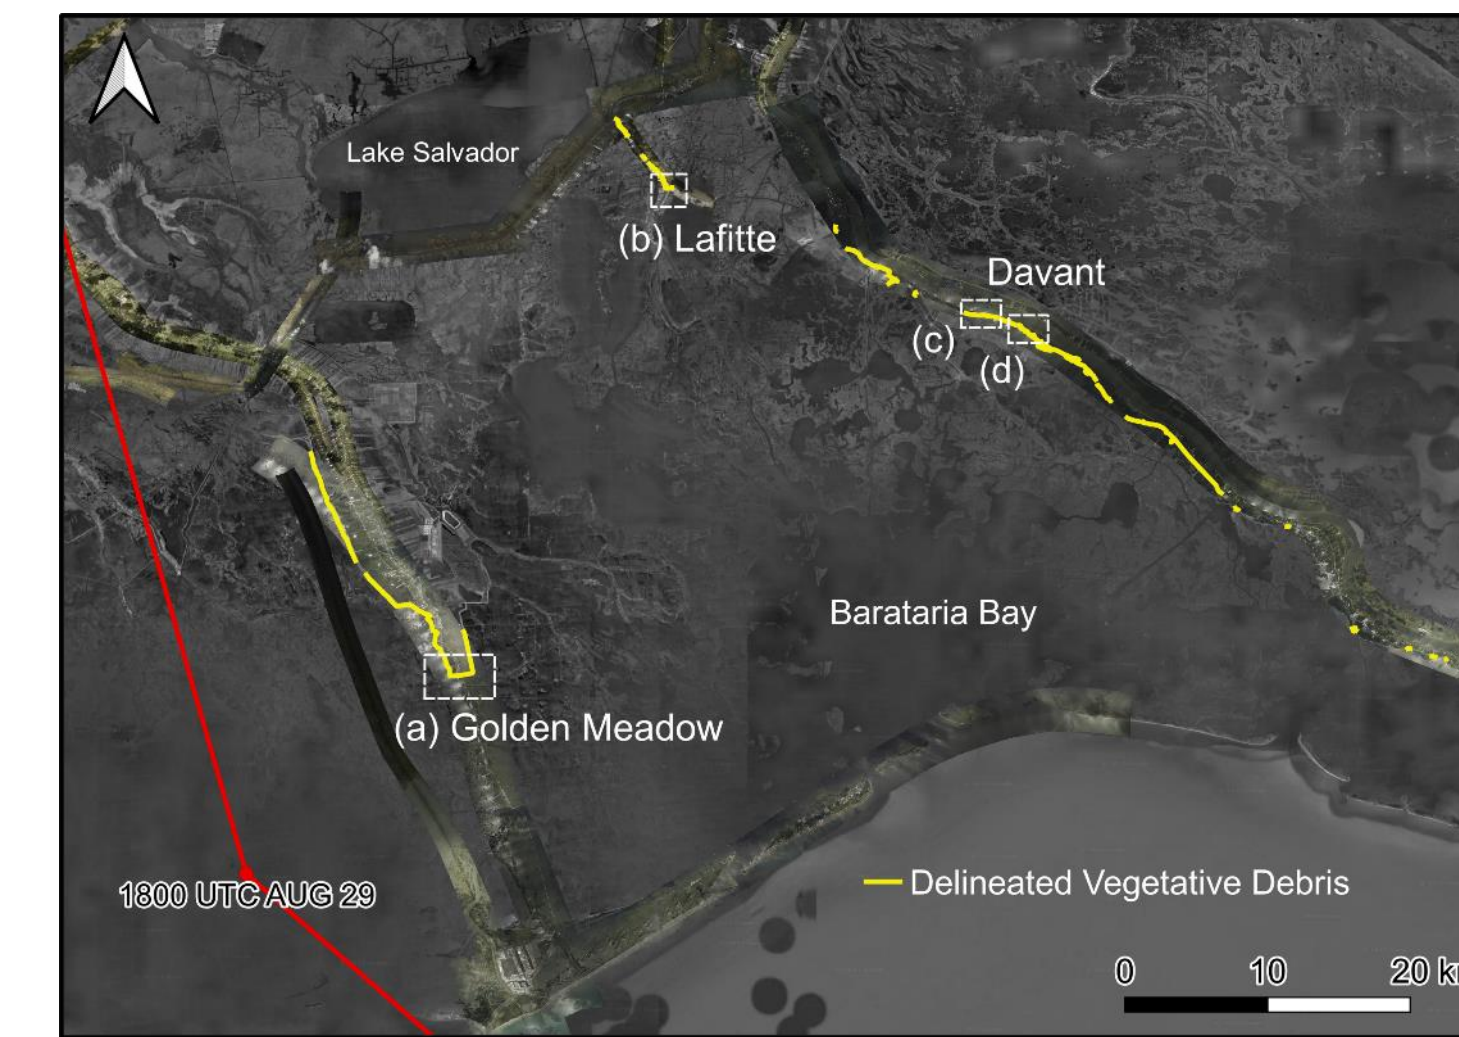 Lake Salvador
(b) Lafitte
Davant
(c)
(d)
Barataria Bay
(a) Golden Meadow
1800 UTC AUG 29
Delineated Vegetative Debris
0 10 20 k